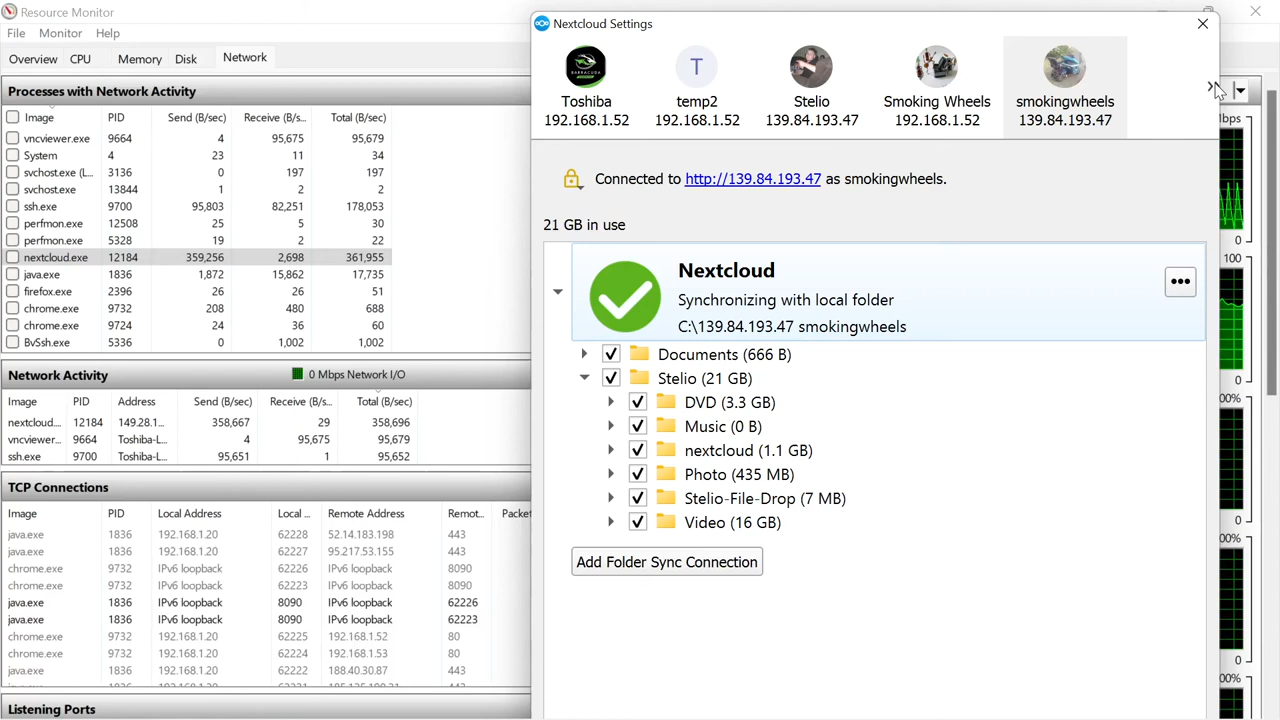 Resource Monitor
File Monitor Help
Overview CPU Memory Disk Network
Processes with Network Activity
Image PID Send (B/sec) Receive (B/s... Total (B/sec)
vncviewer.exe 9664 4 95,675 95,679
System 4 23 11 34
svchost.exe (L... 3136 0 197 197
svchost.exe 13844 1 2 2
ssh.exe 9700 95,803 82,251 178,053
perfmon.exe 12508 25 5 30
perfmon.exe 5328 19 2 22
nextcloud.exe 12184 359,256 2,698 361,955
java.exe 1836 1,872 15,862 17,735
firefox.exe 2396 26 26 51
chrome.exe 9732 208 480 688
chrome.exe 9724 24 36 60
BvSsh.exe 5336 0 1,002 1,002
Network Activity 0 Mbps Network I/O
Image PID Address Send (B/sec) Receive (B/s... Total (B/sec)
nextcloud... 12184 149.28.1... 358,667 29 358,696
vncviewer... 9664 Toshiba-L... 4 95,675 95,679
ssh.exe 9700 Toshiba-L... 95,651 1 95,652
TCP Connections
Image PID Local Address Local ... Remote Address Remot... Packe
java.exe 1836 192.168.1.20 62228 52.14.183.198 443
java.exe 1836 192.168.1.20 62227 95.217.53.155 443
chrome.exe 9732 IPv6 loopback 62226 IPv6 loopback 8090
chrome.exe 9732 IPv6 loopback 62223 IPv6 loopback 8090
java.exe 1836 IPv6 loopback 8090 IPv6 loopback 62226
java.exe 1836 IPv6 loopback 8090 IPv6 loopback 62223
chrome.exe 9732 192.168.1.20 62225 192.168.1.52 80
chrome.exe 9732 192.168.1.20 62224 192.168.1.53 80
java.exe 1836 192.168.1.20 62222 188.40.30.87 443
Listening Ports
Nextcloud Settings
BARRACUDA T
Toshiba temp2 Stelio Smoking Wheels smokingwheels
192.168.1.52 192.168.1.52 139.84.193.47 192.168.1.52 139.84.193.47
Connected to http://139.84.193.47 as smokingwheels.
21 GB in use
Nextcloud
Synchronizing with local folder
C:\139.84.193.47 smokingwheels
Documents (666 B)
Stelio (21 GB)
DVD (3.3 GB)
Music (0 B)
nextcloud (1.1 GB)
Photo (435 MB)
Stelio-File-Drop (7 MB)
Video (16 GB)
Add Folder Sync Connection
bps
0
100
0
00%
0
00%
0
00%